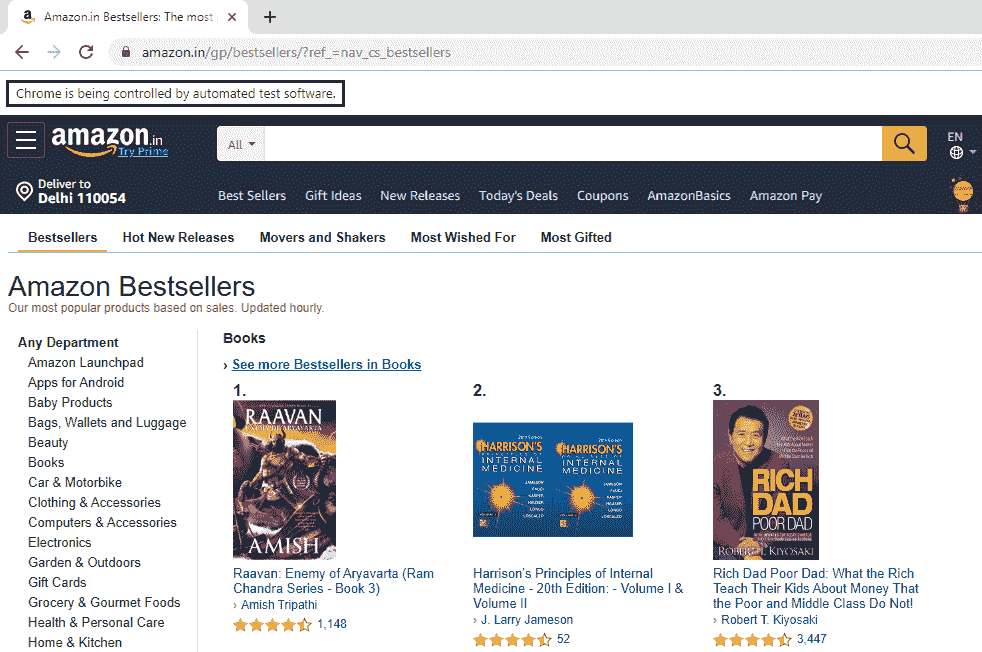 Amazon.in Bestsellers: The most
amazon.in/gp/bestsellers/?ref_=nav_cs_bestsellers
Chrome is being controlled by automated test software.
amazon.in
Try Prime
All
EN
Deliver to
Delhi 110054
Best Sellers Gift Ideas New Releases Today's Deals Coupons AmazonBasics Amazon Pay
Bestsellers Hot New Releases Movers and Shakers Most Wished For Most Gifted
Amazon Bestsellers
Our most popular products based on sales. Updated hourly.
Any Department
Amazon Launchpad
Apps for Android
Baby Products
Bags, Wallets and Luggage
Beauty
Books
Car & Motorbike
Clothing & Accessories
Computers & Accessories
Electronics
Garden & Outdoors
Gift Cards
Grocery & Gourmet Foods
Health & Personal Care
Home & Kitchen
Books
› See more Bestsellers in Books
1.
RAAVAN
ENEMY OF ARYAVARTA
AMISH
Raavan: Enemy of Aryavarta (Ram
Chandra Series - Book 3)
› Amish Tripathi
1,148
2.
HARRISON'S
INTERNAL
MEDICINE
HARRISON'S
INTERNAL
MEDICINE
Harrison's Principles of Internal
Medicine - 20th Edition: - Volume I &
Volume II
› J. Larry Jameson
52
3.
RICH
DAD
POOR DAD
ROBERT T. KIYOSAKI
Rich Dad Poor Dad: What the Rich
Teach Their Kids About Money That
the Poor and Middle Class Do Not!
› Robert T. Kiyosaki
3,447